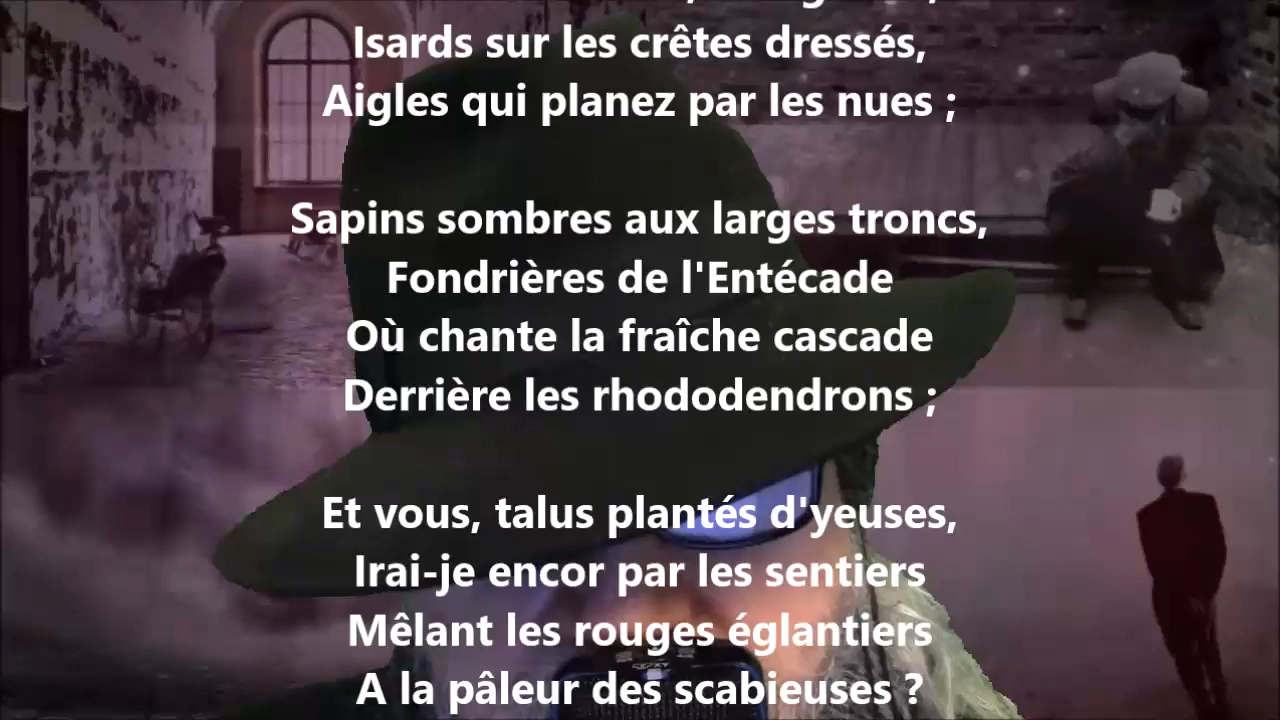 Isards sur les crêtes dressés,
Aigles qui planez par les nues ;
Sapins sombres aux larges troncs,
Fondrières de l'Entécade
Où chante la fraîche cascade
Derrière les rhododendrons ;
Et vous, talus plantés d'yeuses,
Irai-je encor par les sentiers
Mêlant les rouges églantiers
A la pâleur des scabieuses ?